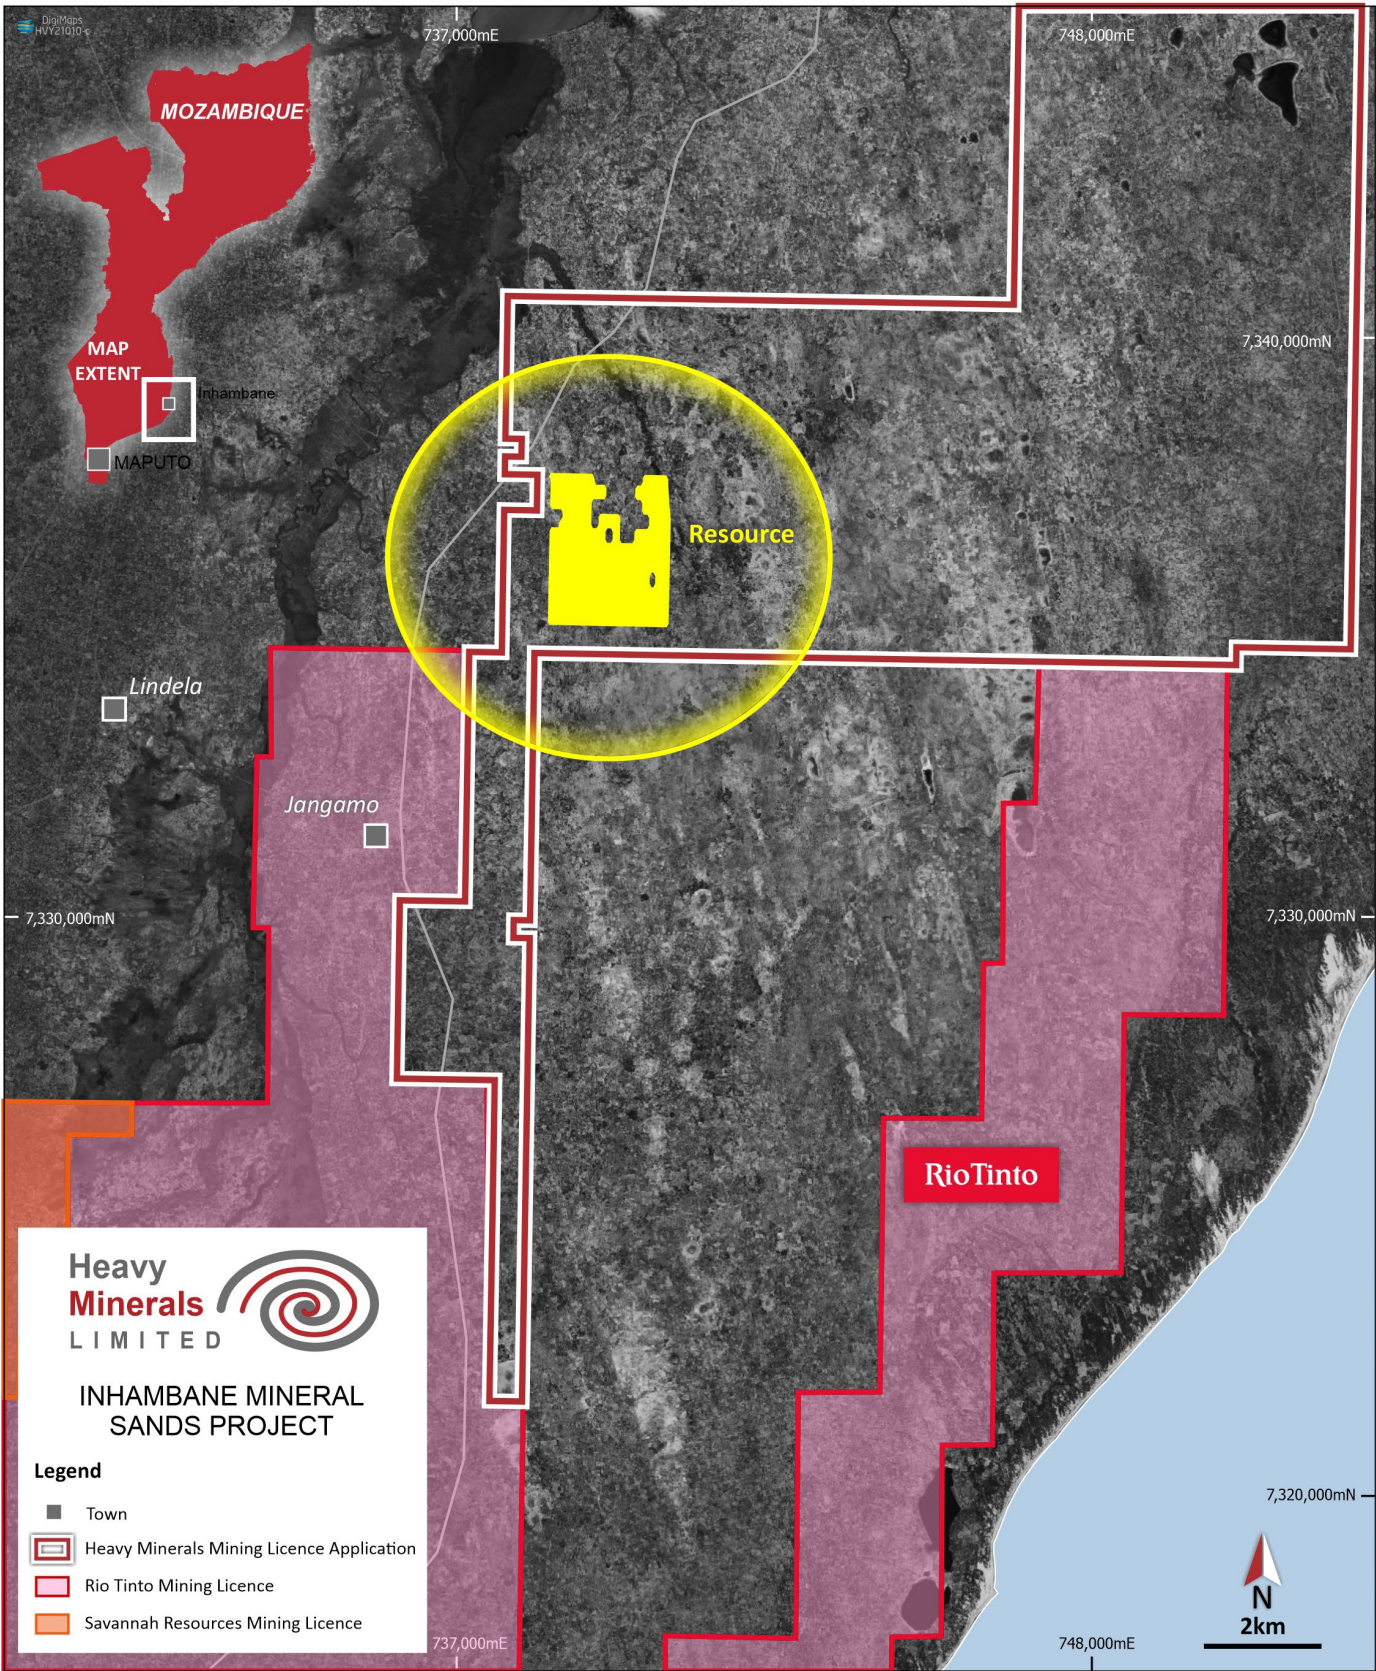 DigiMaps
HVY21010-c
737,000mE
748,000mE
MOZAMBIQUE
7,340,000mN
MAP
EXTENT
Inhambane
MAPUTO
Resource
Lindela
Jangamo
7,330,000mN
7,330,000mN
RioTinto
Heavy
Minerals
LIMITED
INHAMBANE MINERAL
SANDS PROJECT
Legend
Town
Heavy Minerals Mining Licence Application
Rio Tinto Mining Licence
Savannah Resources Mining Licence
7,320,000mN
N
2km
737,000mE
748,000mE